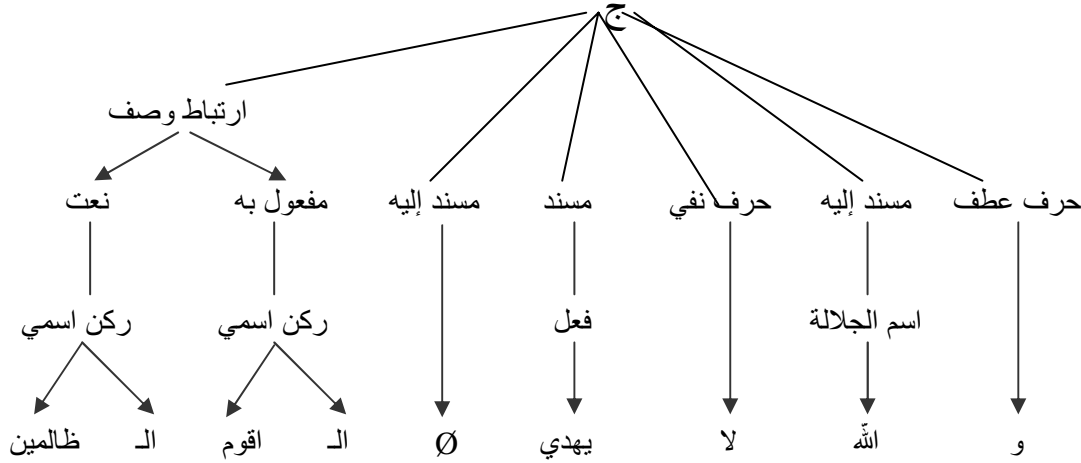 ج
ارتباط وصف
حرف عطف مسند إليه حرف نفي مسند مسند إليه مفعول به نعت
اسم الجلالة فعل ركن اسمي ركن اسمي
و الله لا يهدي Ø الـ اقوم الـ ظالمين